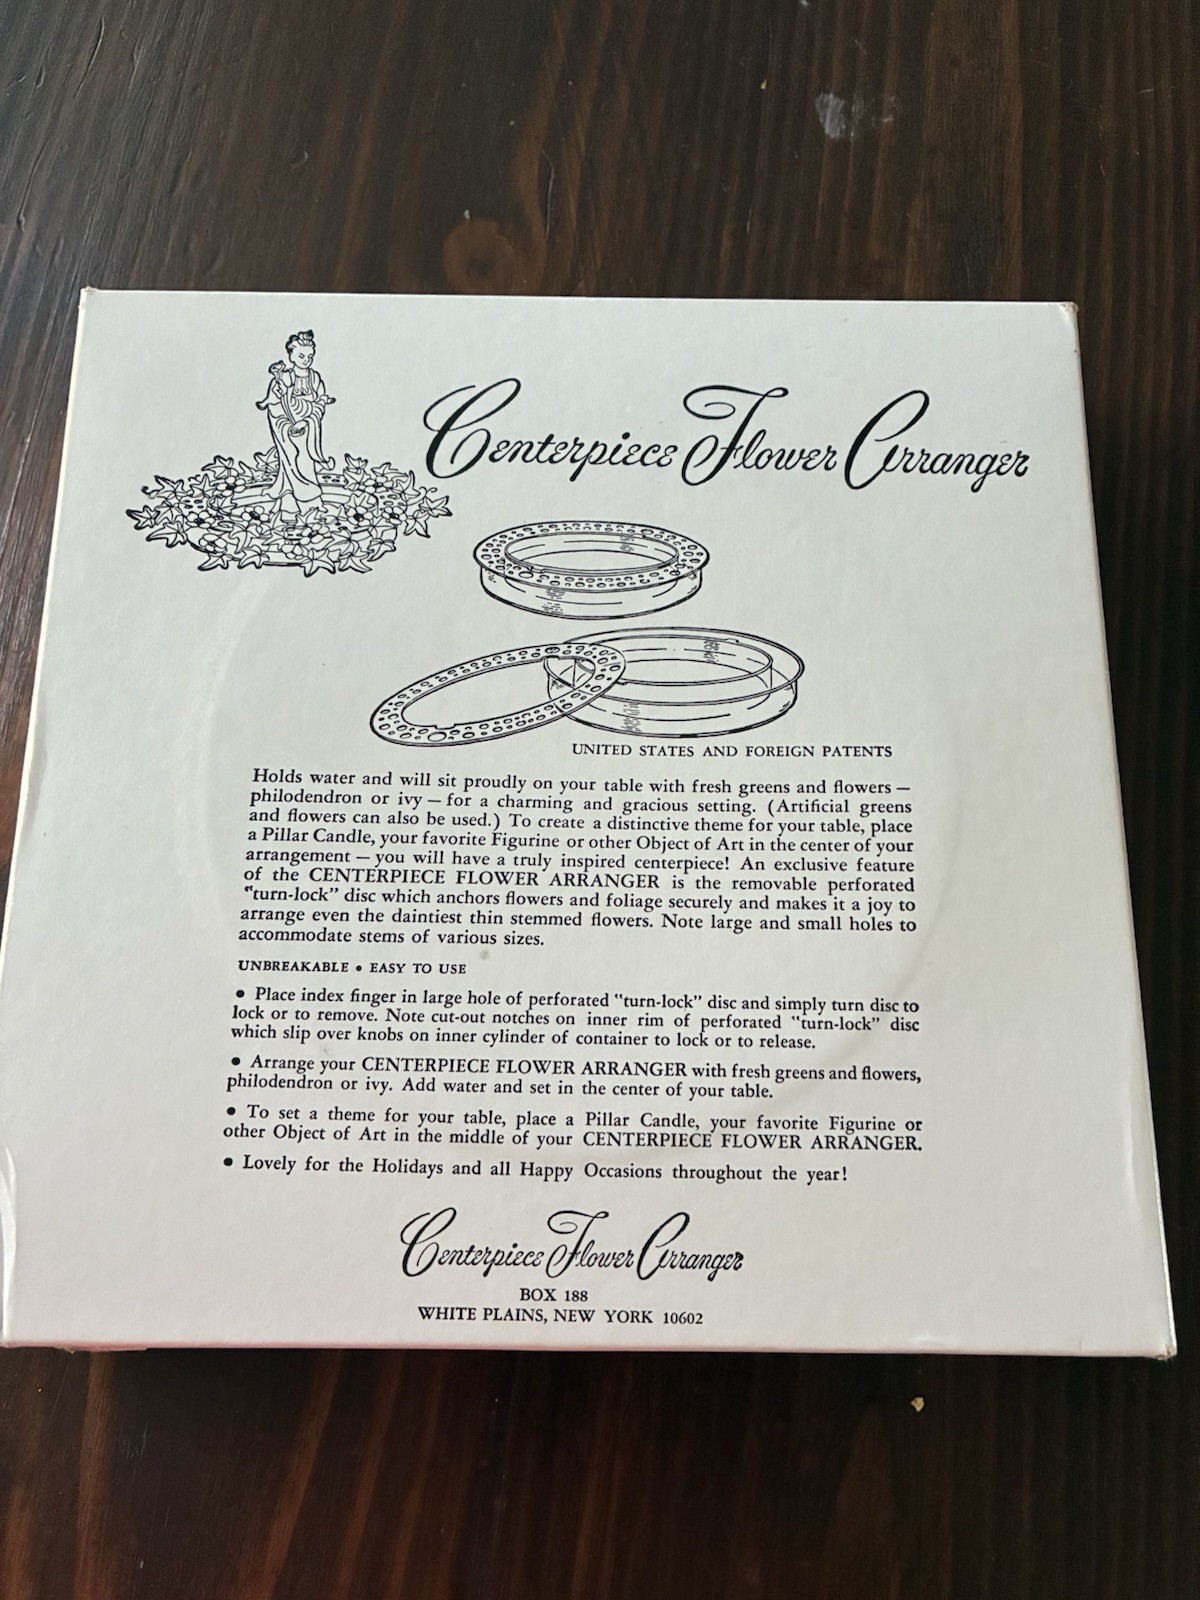 Centerpiece Flower Arranger
UNITED STATES AND FOREIGN PATENTS
Holds water and will sit proudly on your table with fresh greens and flowers —
philodendron or ivy — for a charming and gracious setting. (Artificial greens
and flowers can also be used.) To create a distinctive theme for your table, place
a Pillar Candle, your favorite Figurine or other Object of Art in the center of your
arrangement — you will have a truly inspired centerpiece! An exclusive feature
of the CENTERPIECE FLOWER ARRANGER is the removable perforated
"turn-lock" disc which anchors flowers and foliage securely and makes it a joy to
arrange even the daintiest thin stemmed flowers. Note large and small holes to
accommodate stems of various sizes.
UNBREAKABLE • EASY TO USE
• Place index finger in large hole of perforated "turn-lock" disc and simply turn disc to
lock or to remove. Note cut-out notches on inner rim of perforated "turn-lock" disc
which slip over knobs on inner cylinder of container to lock or to release.
• Arrange your CENTERPIECE FLOWER ARRANGER with fresh greens and flowers,
philodendron or ivy. Add water and set in the center of your table.
• To set a theme for your table, place a Pillar Candle, your favorite Figurine or
other Object of Art in the middle of your CENTERPIECE FLOWER ARRANGER.
• Lovely for the Holidays and all Happy Occasions throughout the year!
Centerpiece Flower Arranger
BOX 188
WHITE PLAINS, NEW YORK 10602